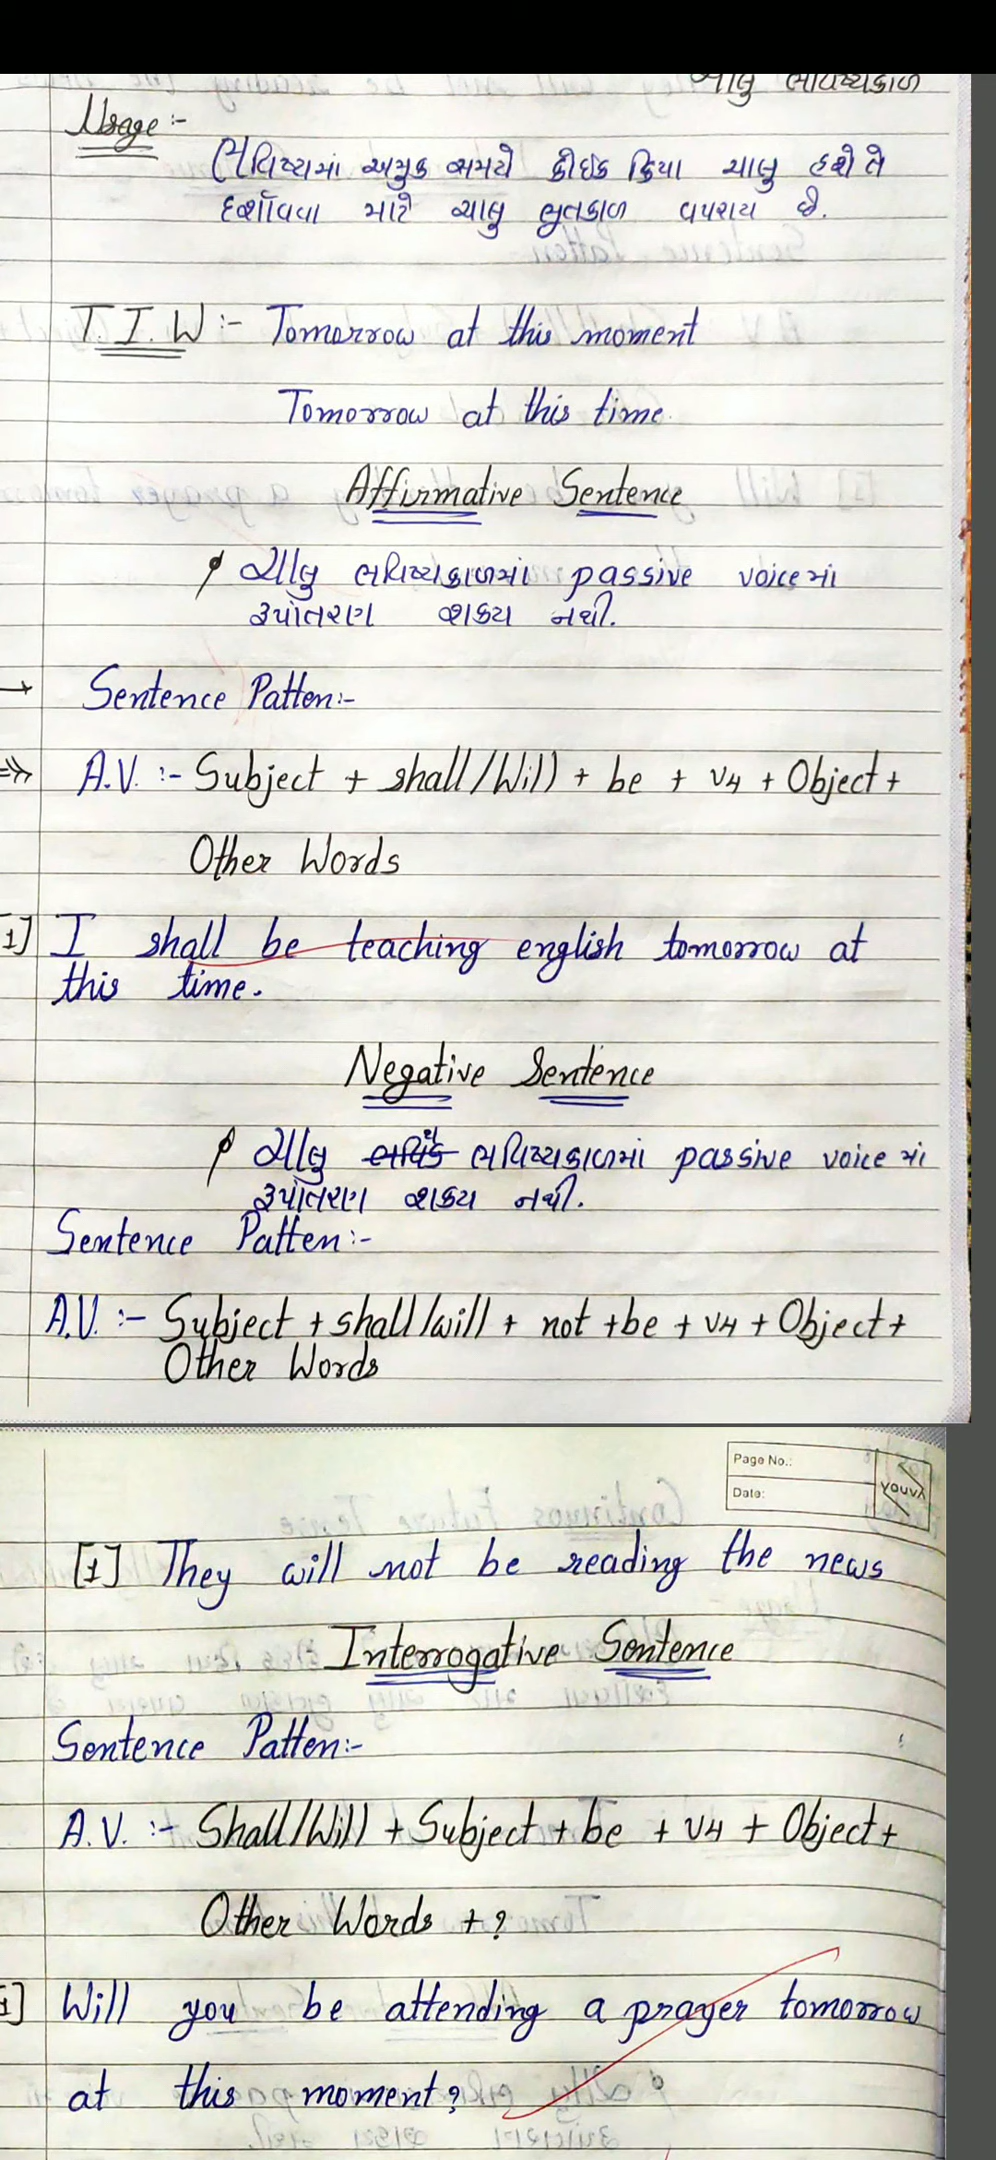 ચાલુ ભવિષ્યકાળ
Usage :-
ભવિષ્યમાં અમુક સમયે કોઈક ક્રિયા ચાલુ હશે તે
દર્શાવવા માટે ચાલુ ભુતકાળ વપરાય છે.
T.I.W :- Tomorrow at this moment
Tomorrow at this time.
Affirmative Sentence
ચાલુ ભવિષ્યકાળમાં passive voice માં
રૂપાંતરણ શક્ય નથી.
→ Sentence Patten:-
A.V. :- Subject + shall/Will + be + v4 + Object +
Other Words
1] I shall be teaching english tomorrow at
this time.
Negative Sentence
ચાલુ ભવિષ્યકાળમાં passive voice માં
રૂપાંતરણ શક્ય નથી.
Sentence Patten:-
A.V. :- Subject + shall/will + not + be + v4 + Object +
Other Words
Page No.:
Date:
YOUVA
[1] They will not be reading the news
Interrogative Sentence
Sentence Patten:-
A.V. :- Shall/Will + Subject + be + v4 + Object +
Other Words + ?
1] Will you be attending a prayer tomorrow
at this moment?